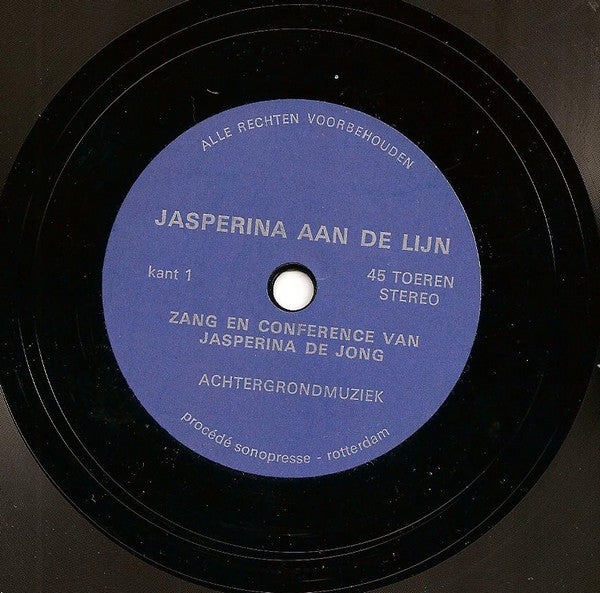 ALLE RECHTEN VOORBEHOUDEN
JASPERINA AAN DE LIJN
kant 1
45 TOEREN
STEREO
ZANG EN CONFERENCE VAN
JASPERINA DE JONG
ACHTERGRONDMUZIEK
procédé sonopresse - rotterdam